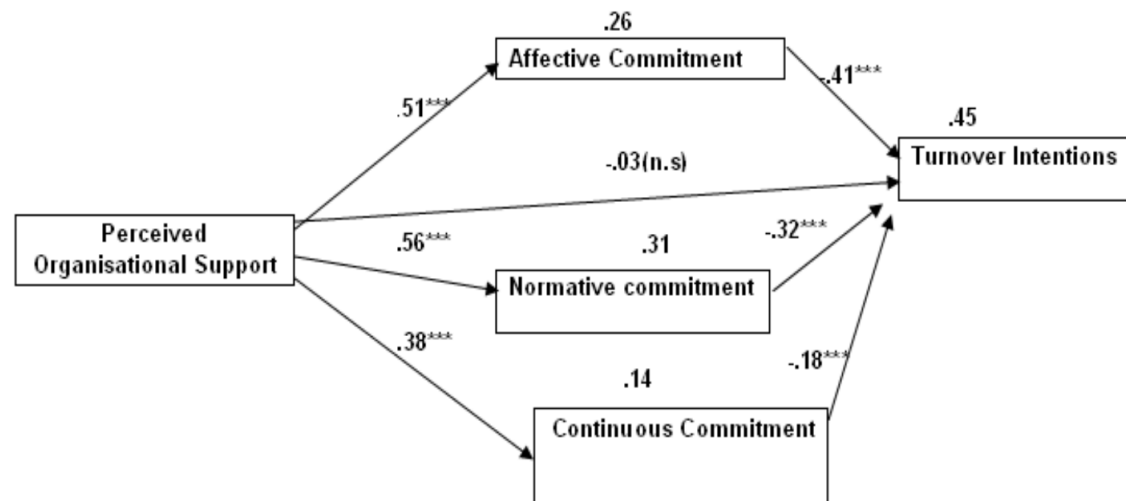 .26
Affective Commitment
-.41***
.51***
.45
Turnover Intentions
-.03(n.s)
Perceived
Organisational Support
.56***
.31
-.32***
Normative commitment
.38***
.14
-.18***
Continuous Commitment